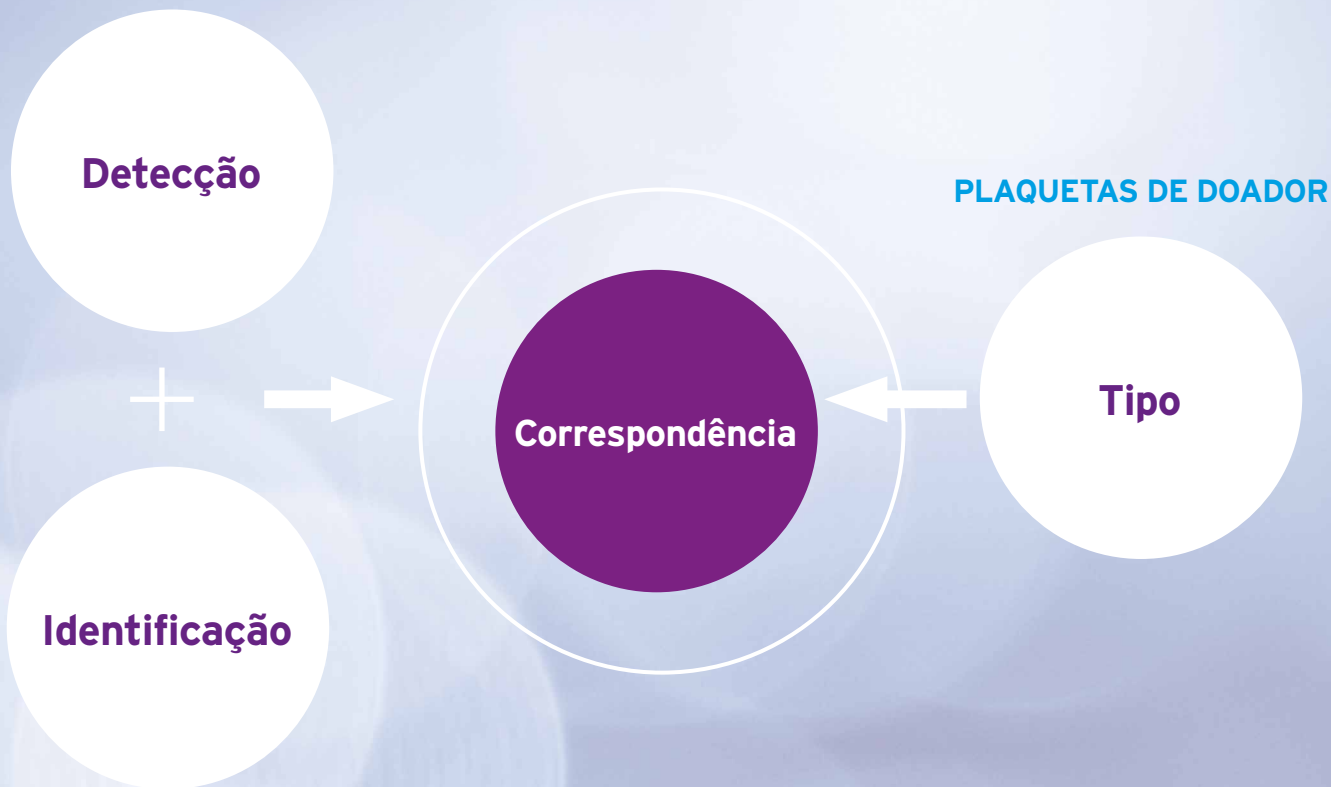 Detecção
PLAQUETAS DE DOADOR
Tipo
Correspondência
Identificação